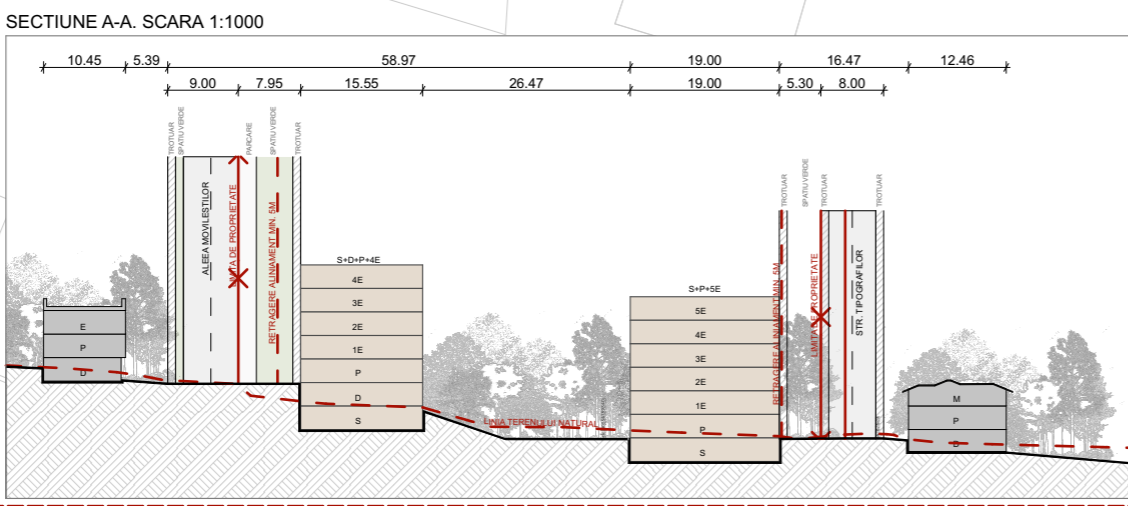 SECTIUNE A-A. SCARA 1:1000
10.45 5.39 58.97 19.00 16.47 12.46
9.00 7.95 15.55 26.47 19.00 5.30 8.00
TROTUAR
SPATIU VERDE
ALEEA MOVILESTILOR
LIMITA DE PROPRIETATE
PARCARE
SPATIU VERDE
RETRAGERE ALINIAMENT MIN. 5M
TROTUAR
E
P
D
S+D+P+4E
4E
3E
2E
1E
P
D
S
LINIA TERENULUI NATURAL
S+P+5E
5E
4E
3E
2E
1E
P
S
RETRAGERE ALINIAMENT MIN. 5M
TROTUAR
SPATIU VERDE
LIMITA DE PROPRIETATE
TROTUAR
STR. TIPOGRAFILOR
TROTUAR
M
P
D